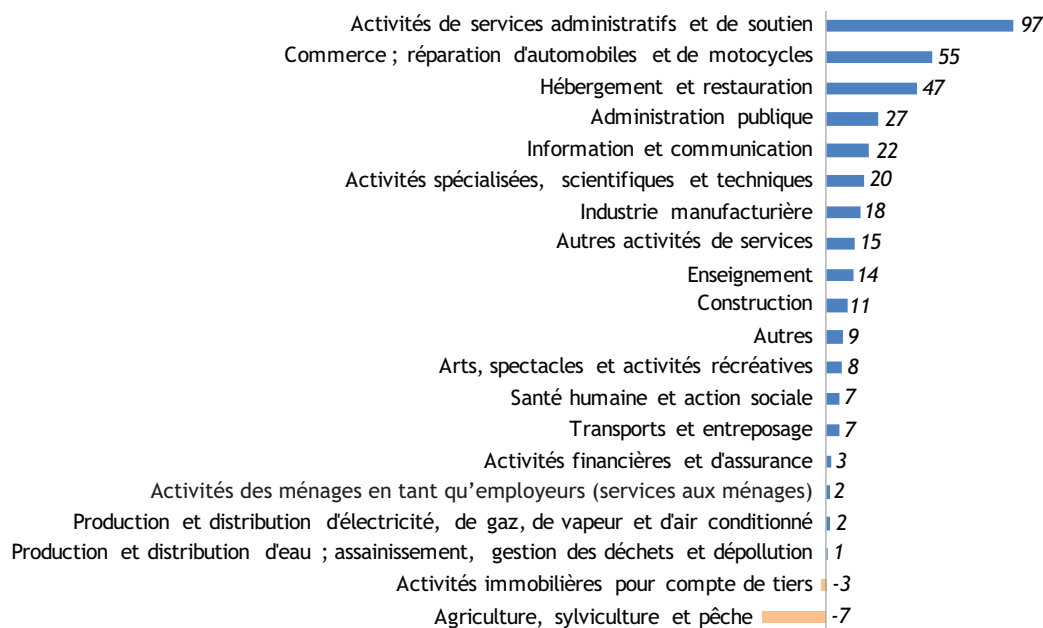 Activités de services administratifs et de soutien 97
Commerce ; réparation d'automobiles et de motocycles 55
Hébergement et restauration 47
Administration publique 27
Information et communication 22
Activités spécialisées, scientifiques et techniques 20
Industrie manufacturière 18
Autres activités de services 15
Enseignement 14
Construction 11
Autres 9
Arts, spectacles et activités récréatives 8
Santé humaine et action sociale 7
Transports et entreposage 7
Activités financières et d'assurance 3
Activités des ménages en tant qu’employeurs (services aux ménages) 2
Production et distribution d'électricité, de gaz, de vapeur et d'air conditionné 2
Production et distribution d'eau ; assainissement, gestion des déchets et dépollution 1
Activités immobilières pour compte de tiers -3
Agriculture, sylviculture et pêche -7